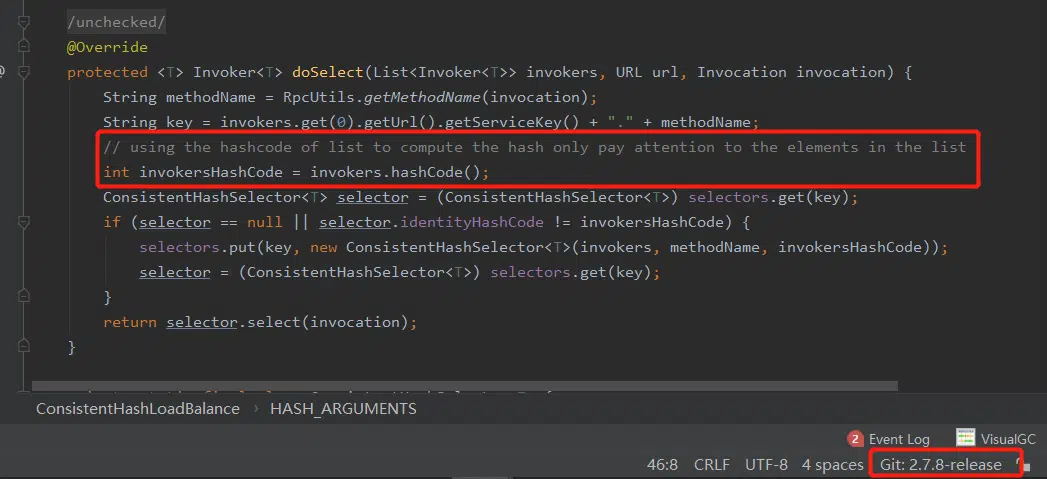 /unchecked/
@Override
protected <T> Invoker<T> doSelect(List<Invoker<T>> invokers, URL url, Invocation invocation) {
String methodName = RpcUtils.getMethodName(invocation);
String key = invokers.get(0).getUrl().getServiceKey() + "." + methodName;
// using the hashcode of list to compute the hash only pay attention to the elements in the list
int invokersHashCode = invokers.hashCode();
ConsistentHashSelector<T> selector = (ConsistentHashSelector<T>) selectors.get(key);
if (selector == null || selector.identityHashCode != invokersHashCode) {
selectors.put(key, new ConsistentHashSelector<T>(invokers, methodName, invokersHashCode));
selector = (ConsistentHashSelector<T>) selectors.get(key);
}
return selector.select(invocation);
}
ConsistentHashLoadBalance › HASH_ARGUMENTS
2 Event Log VisualGC
46:8 CRLF UTF-8 4 spaces Git: 2.7.8-release